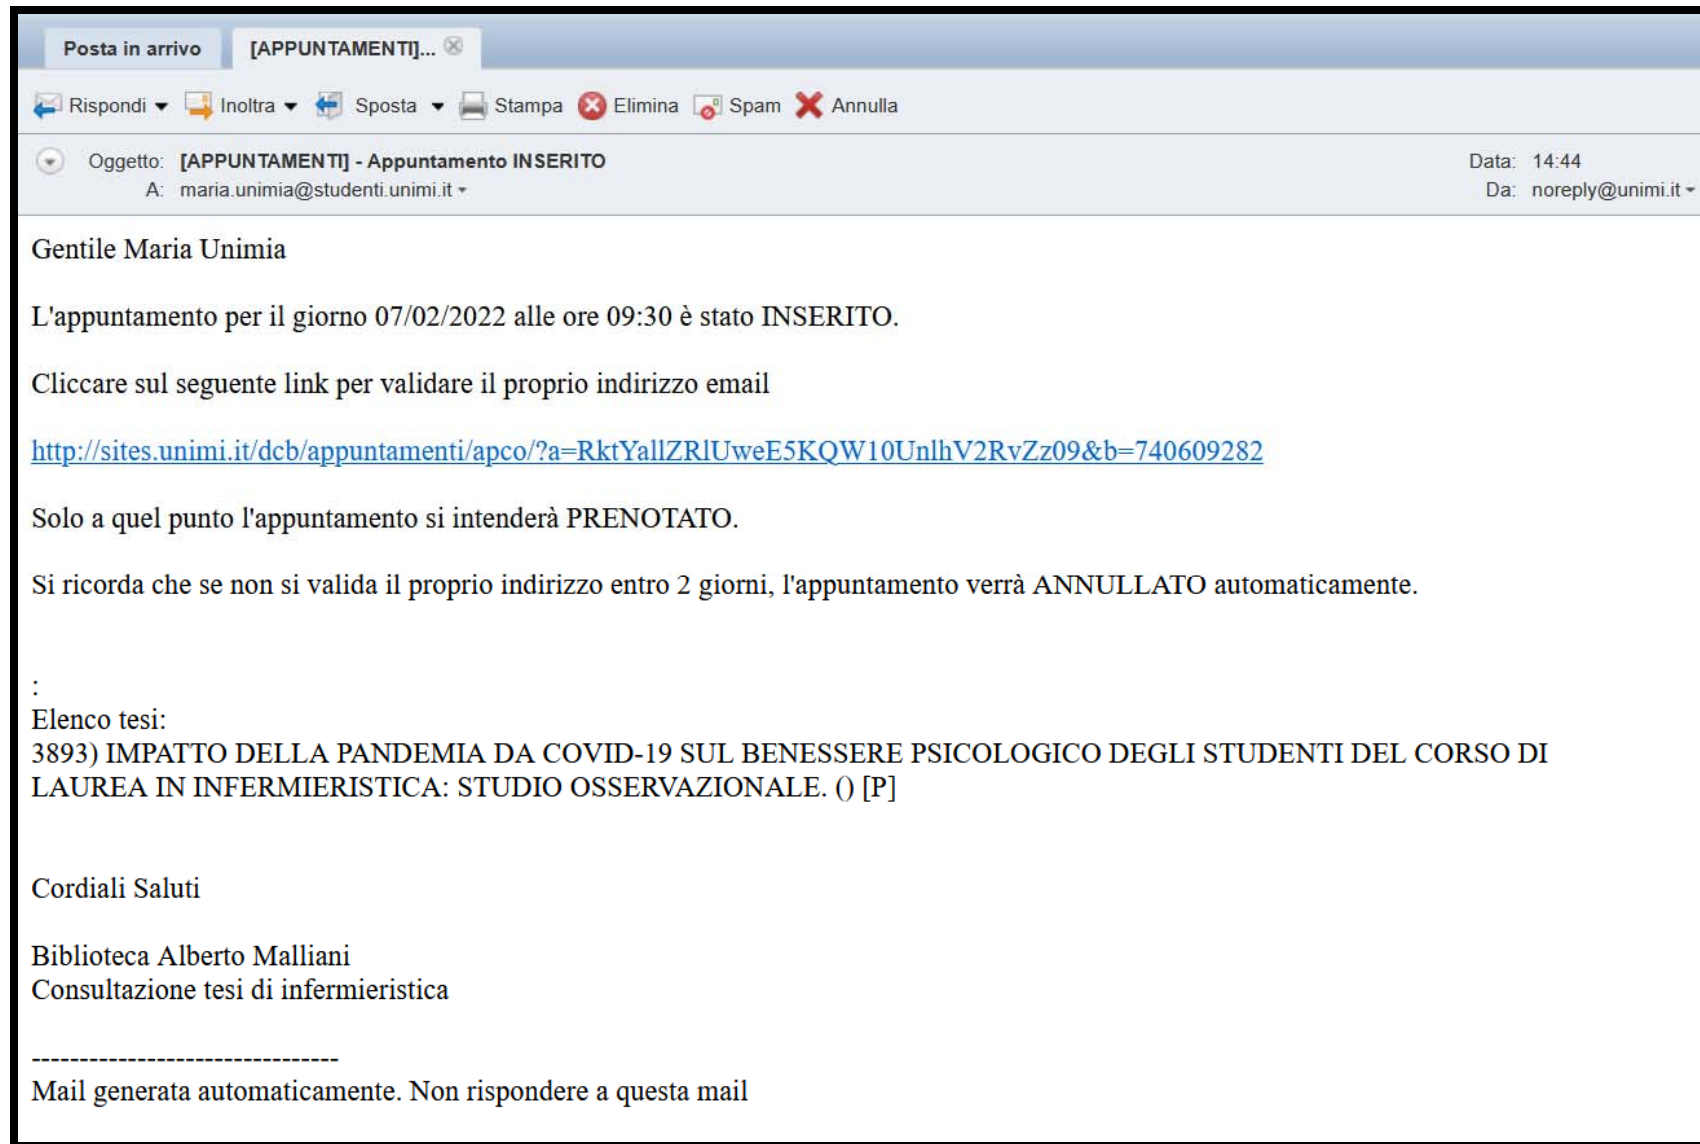 Posta in arrivo [APPUNTAMENTI]...
Rispondi Inoltra Sposta Stampa Elimina Spam Annulla
Oggetto: [APPUNTAMENTI] - Appuntamento INSERITO Data: 14:44
A: maria.unimia@studenti.unimi.it Da: noreply@unimi.it
Gentile Maria Unimia
L'appuntamento per il giorno 07/02/2022 alle ore 09:30 è stato INSERITO.
Cliccare sul seguente link per validare il proprio indirizzo email
http://sites.unimi.it/dcb/appuntamenti/apco/?a=RktYallZRlUweE5KQW10UnlhV2RvZz09&b=740609282
Solo a quel punto l'appuntamento si intenderà PRENOTATO.
Si ricorda che se non si valida il proprio indirizzo entro 2 giorni, l'appuntamento verrà ANNULLATO automaticamente.
:
Elenco tesi:
3893) IMPATTO DELLA PANDEMIA DA COVID-19 SUL BENESSERE PSICOLOGICO DEGLI STUDENTI DEL CORSO DI
LAUREA IN INFERMIERISTICA: STUDIO OSSERVAZIONALE. () [P]
Cordiali Saluti
Biblioteca Alberto Malliani
Consultazione tesi di infermieristica
--------------------------------
Mail generata automaticamente. Non rispondere a questa mail